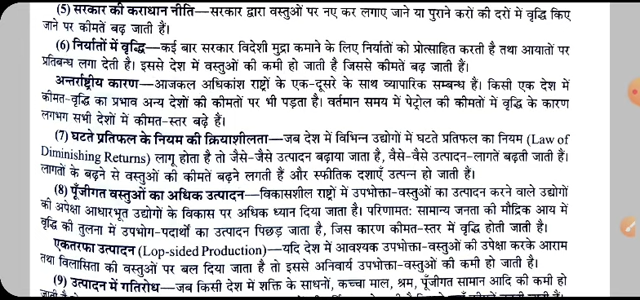 (5) सरकार की कराधान नीति—सरकार द्वारा वस्तुओं पर नए कर लगाए जाने या पुराने करों की दरों में वृद्धि किए
जाने पर कीमतें बढ़ जाती हैं।
(6) निर्यातों में वृद्धि—कई बार सरकार विदेशी मुद्रा कमाने के लिए निर्यातों को प्रोत्साहित करती है तथा आयातों पर
प्रतिबन्ध लगा देती है। इससे देश में वस्तुओं की कमी हो जाती है जिससे कीमतें बढ़ जाती हैं।
अन्तर्राष्ट्रीय कारण—आजकल अधिकांश राष्ट्रों के एक-दूसरे के साथ व्यापारिक सम्बन्ध हैं। किसी एक देश में
कीमत-वृद्धि का प्रभाव अन्य देशों की कीमतों पर भी पड़ता है। वर्तमान समय में पेट्रोल की कीमतों में वृद्धि के कारण
लगभग सभी देशों में कीमत-स्तर बढ़े हैं।
(7) घटते प्रतिफल के नियम की क्रियाशीलता—जब देश में विभिन्न उद्योगों में घटते प्रतिफल का नियम (Law of
Diminishing Returns) लागू होता है तो जैसे-जैसे उत्पादन बढ़ाया जाता है, वैसे-वैसे उत्पादन-लागतें बढ़ती जाती हैं।
लागतों के बढ़ने से वस्तुओं की कीमतें बढ़ने लगती हैं और स्फीतिक दशाएँ उत्पन्न हो जाती हैं।
(8) पूँजीगत वस्तुओं का अधिक उत्पादन—विकासशील राष्ट्रों में उपभोक्ता-वस्तुओं का उत्पादन करने वाले उद्योगों
की अपेक्षा आधारभूत उद्योगों के विकास पर अधिक ध्यान दिया जाता है। परिणामतः सामान्य जनता की मौद्रिक आय में
वृद्धि की तुलना में उपभोग-पदार्थों का उत्पादन पिछड़ जाता है, जिस कारण कीमत-स्तर में वृद्धि होती जाती है।
एकतरफा उत्पादन (Lop-sided Production)—यदि देश में आवश्यक उपभोक्ता-वस्तुओं की उपेक्षा करके आराम
तथा विलासिता की वस्तुओं पर बल दिया जाता है तो इससे अनिवार्य उपभोक्ता-वस्तुओं की कमी हो जाती है।
(9) उत्पादन में गतिरोध—जब किसी देश में शक्ति के साधनों, कच्चा माल, श्रम, पूँजीगत सामान आदि की कमी हो